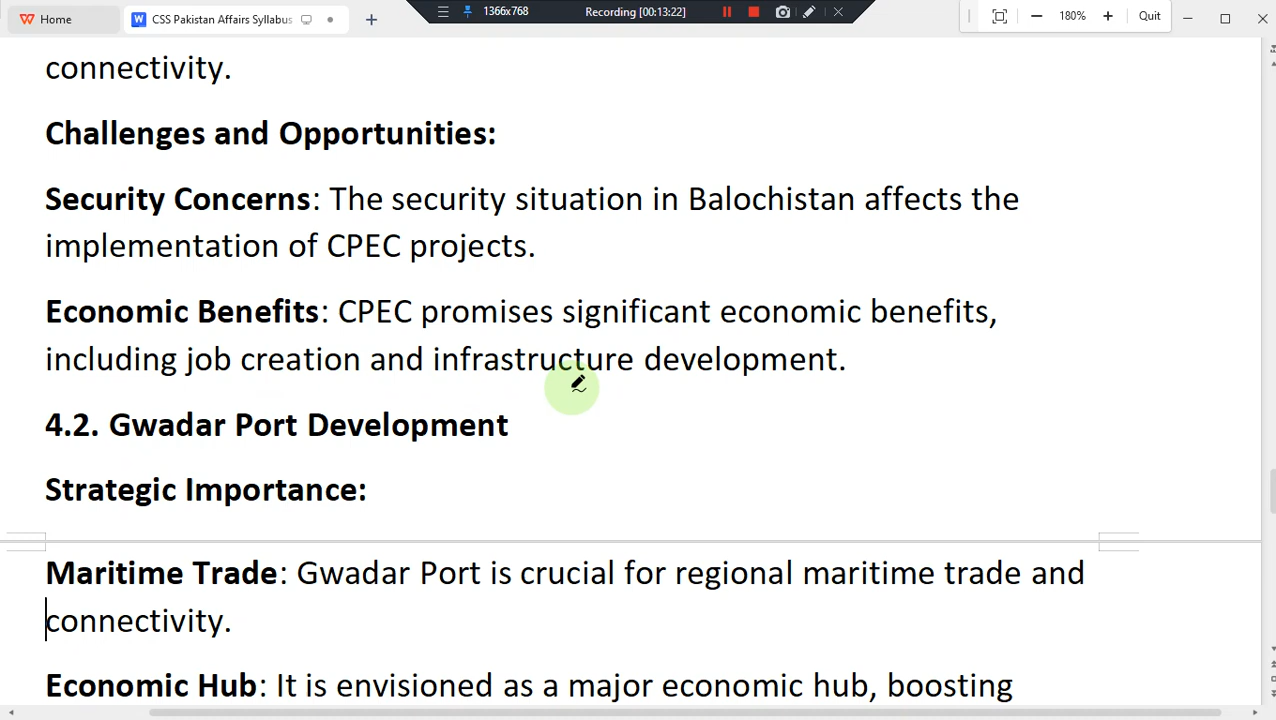 Home
CSS Pakistan Affairs Syllabus
1366x768
Recording [00:13:22]
180%
Quit
connectivity.
Challenges and Opportunities:
Security Concerns: The security situation in Balochistan affects the
implementation of CPEC projects.
Economic Benefits: CPEC promises significant economic benefits,
including job creation and infrastructure development.
4.2. Gwadar Port Development
Strategic Importance:
Maritime Trade: Gwadar Port is crucial for regional maritime trade and
connectivity.
Economic Hub: It is envisioned as a major economic hub, boosting